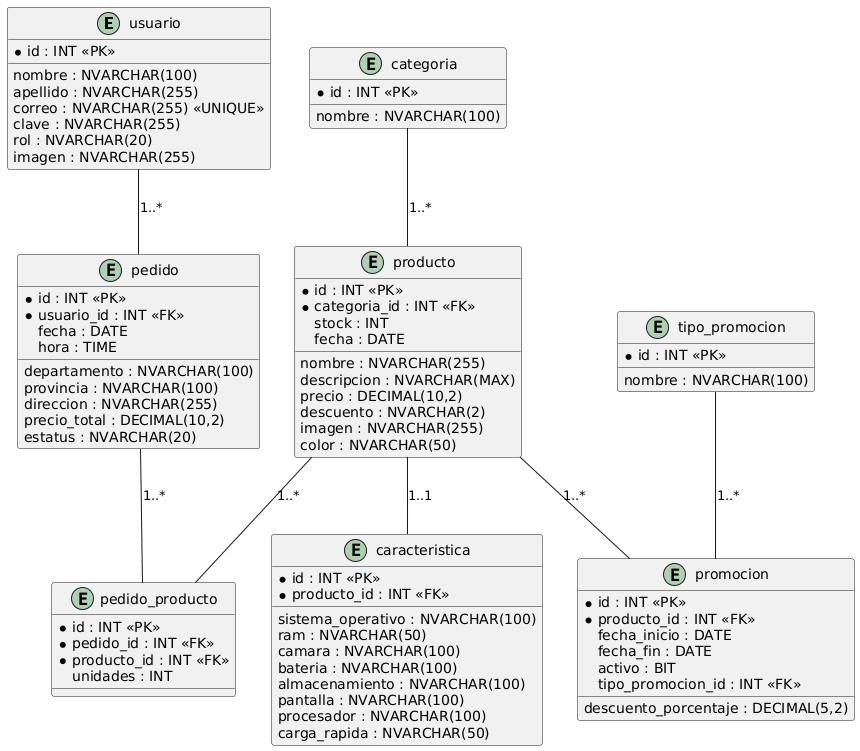 E usuario
id : INT «PK»
nombre : NVARCHAR(100)
apellido : NVARCHAR(255)
correo : NVARCHAR(255) «UNIQUE»
clave : NVARCHAR(255)
rol : NVARCHAR(20)
imagen : NVARCHAR(255)
E categoria
id : INT «PK»
nombre : NVARCHAR(100)
1..*
1..*
E pedido
id : INT «PK»
usuario_id : INT «FK»
fecha : DATE
hora : TIME
departamento : NVARCHAR(100)
provincia : NVARCHAR(100)
direccion : NVARCHAR(255)
precio_total : DECIMAL(10,2)
estatus : NVARCHAR(20)
E producto
id : INT «PK»
categoria_id : INT «FK»
stock : INT
fecha : DATE
nombre : NVARCHAR(255)
descripcion : NVARCHAR(MAX)
precio : DECIMAL(10,2)
descuento : NVARCHAR(2)
imagen : NVARCHAR(255)
color : NVARCHAR(50)
E tipo_promocion
id : INT «PK»
nombre : NVARCHAR(100)
1..*
1..*
1..1
1..*
1..*
E pedido_producto
id : INT «PK»
pedido_id : INT «FK»
producto_id : INT «FK»
unidades : INT
E caracteristica
id : INT «PK»
producto_id : INT «FK»
sistema_operativo : NVARCHAR(100)
ram : NVARCHAR(50)
camara : NVARCHAR(100)
bateria : NVARCHAR(100)
almacenamiento : NVARCHAR(100)
pantalla : NVARCHAR(100)
procesador : NVARCHAR(100)
carga_rapida : NVARCHAR(50)
E promocion
id : INT «PK»
producto_id : INT «FK»
fecha_inicio : DATE
fecha_fin : DATE
activo : BIT
tipo_promocion_id : INT «FK»
descuento_porcentaje : DECIMAL(5,2)